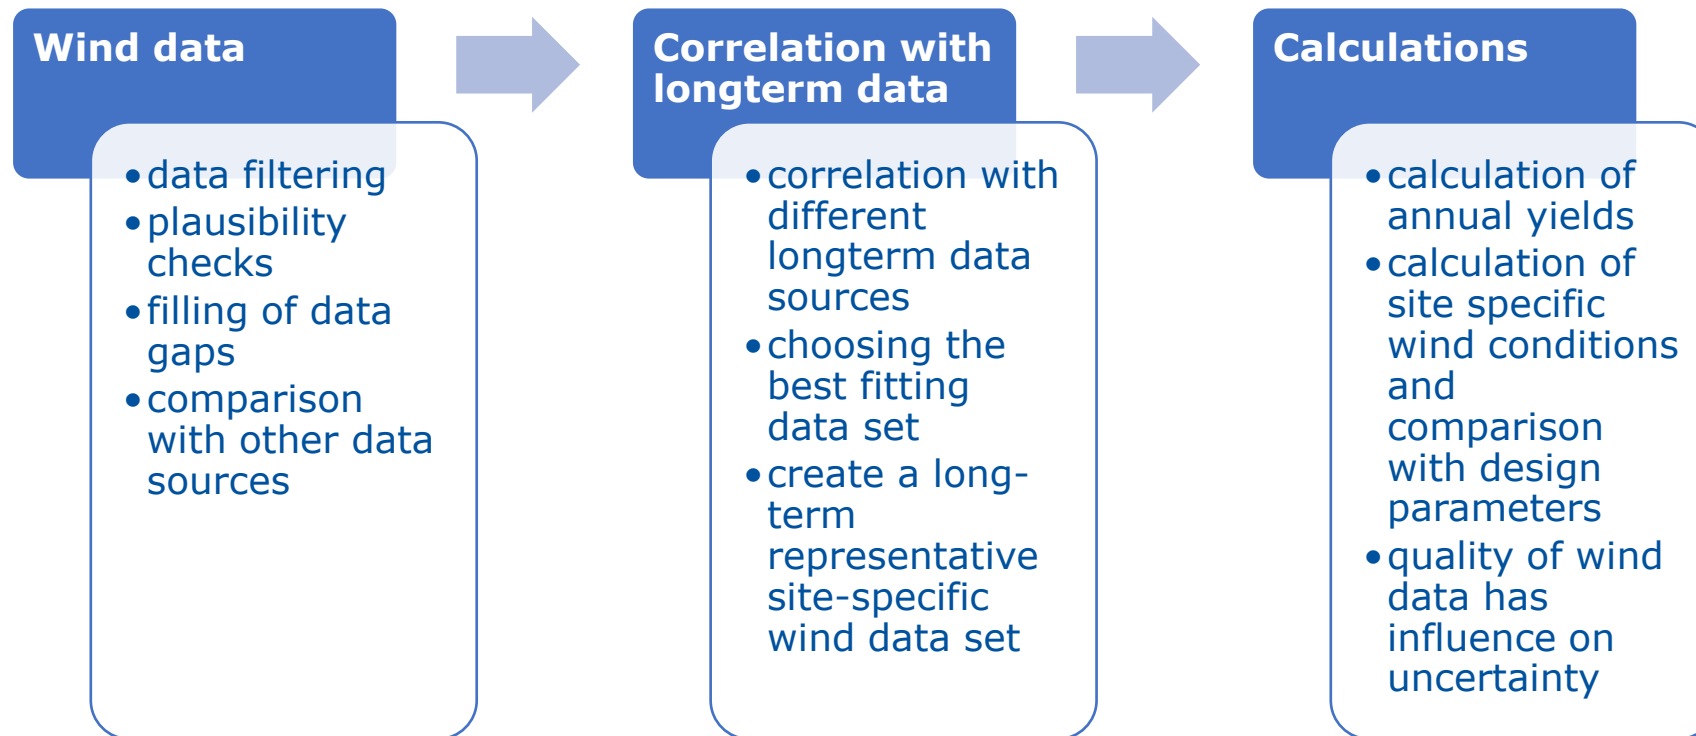 Wind data
•data filtering
•plausibility
checks
•filling of data
gaps
•comparison
with other data
sources
Correlation with
longterm data
•correlation with
different
longterm data
sources
•choosing the
best fitting
data set
•create a long-
term
representative
site-specific
wind data set
Calculations
•calculation of
annual yields
•calculation of
site specific
wind conditions
and
comparison
with design
parameters
•quality of wind
data has
influence on
uncertainty